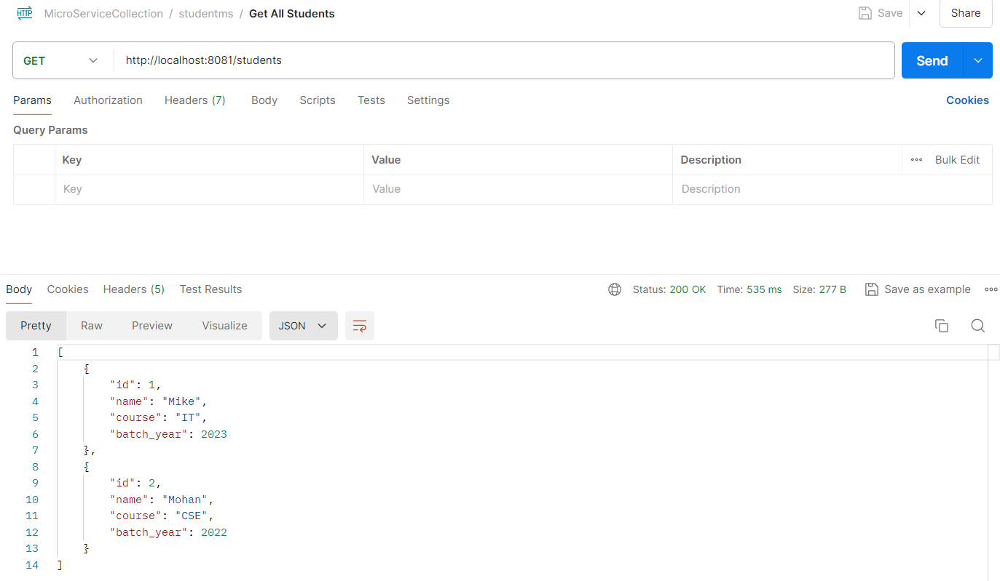 HTTP MicroServiceCollection / studentms / Get All Students Save Share
GET http://localhost:8081/students Send
Params Authorization Headers (7) Body Scripts Tests Settings Cookies
Query Params
Key Value Description Bulk Edit
Key Value Description
Body Cookies Headers (5) Test Results Status: 200 OK Time: 535 ms Size: 277 B Save as example
Pretty Raw Preview Visualize JSON
1 [
2 {
3 "id": 1,
4 "name": "Mike",
5 "course": "IT",
6 "batch_year": 2023
7 },
8 {
9 "id": 2,
10 "name": "Mohan",
11 "course": "CSE",
12 "batch_year": 2022
13 }
14 ]